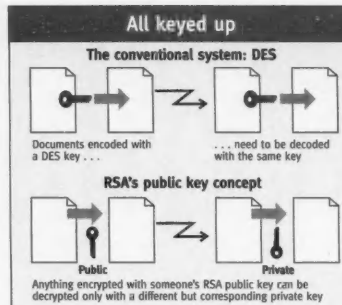 All keyed up
The conventional system: DES
Documents encoded with
a DES key . . .
. . . need to be decoded
with the same key
RSA's public key concept
Public
Private
Anything encrypted with someone's RSA public key can be
decrypted only with a different but corresponding private key